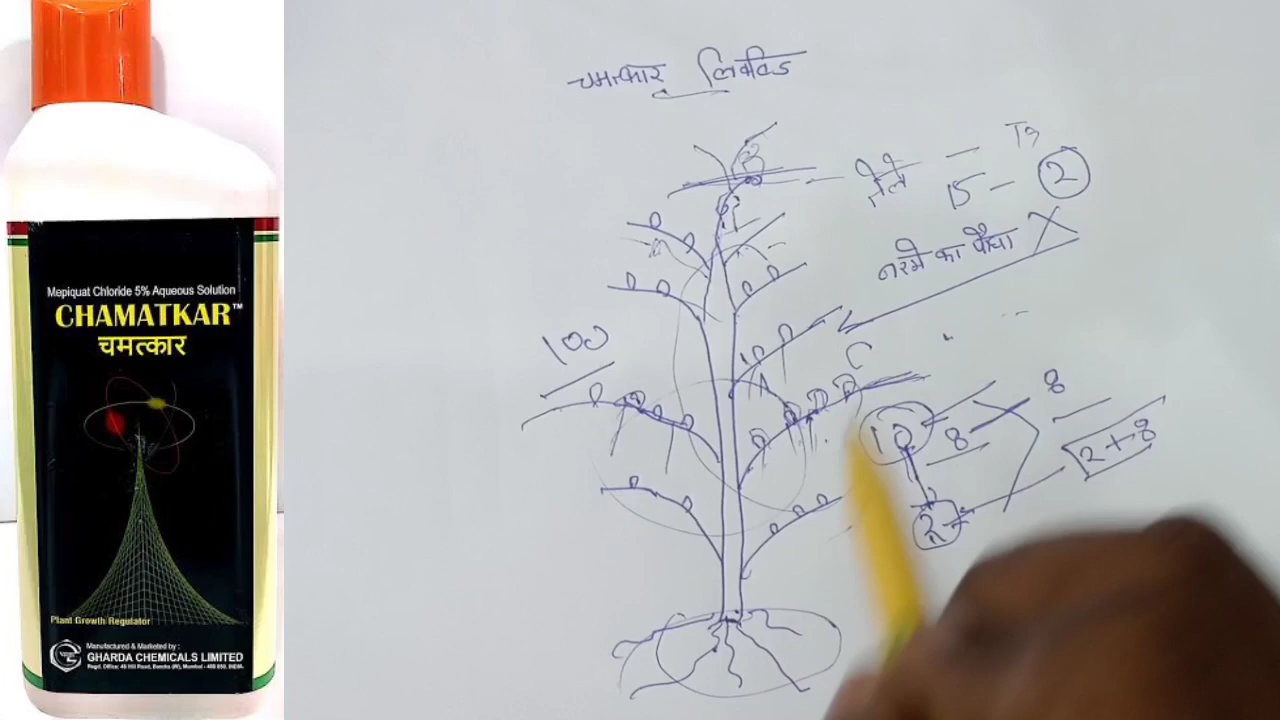 Mepiquat Chloride 5% Aqueous Solution
CHAMATKAR™
चमत्कार
Plant Growth Regulator
Manufactured & Marketed by :
GHARDA CHEMICALS LIMITED
चमत्कार लिक्विड
15 - 2
नरमे का पौधा
100
8
10
8
2+8
2